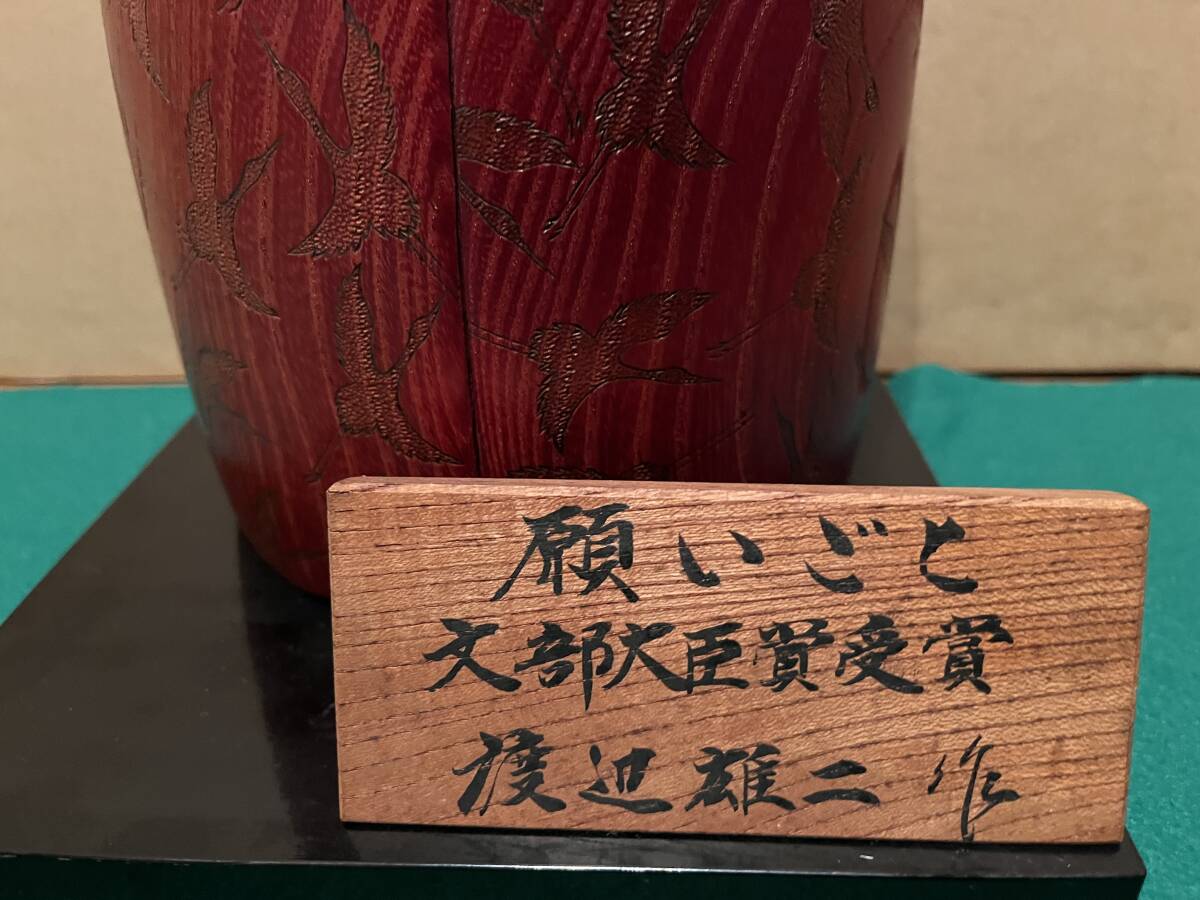 願いごと
文部大臣賞受賞
渡辺雄二 作